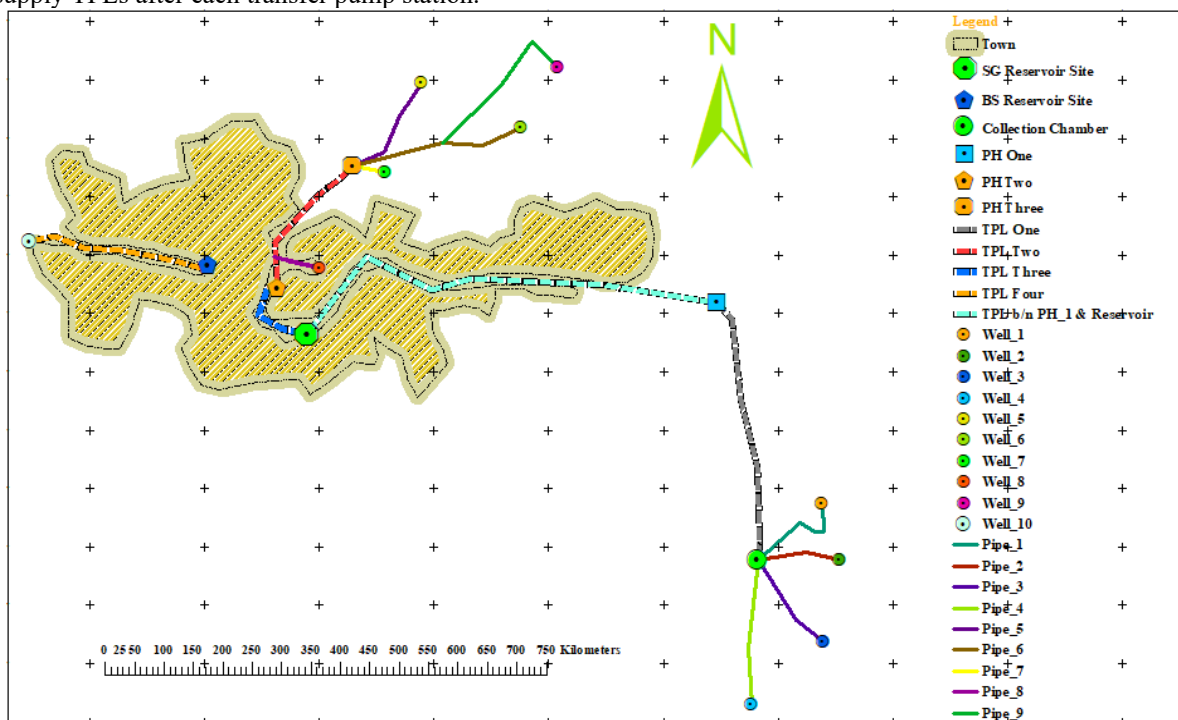 supply TPLs after each transfer pump station.
N
Legend
Town
SG Reservoir Site
BS Reservoir Site
Collection Chamber
PH One
PH Two
PH Three
TPL One
TPL Two
TPL Three
TPL Four
TPL b/n PH_1 & Reservoir
Well_1
Well_2
Well_3
Well_4
Well_5
Well_6
Well_7
Well_8
Well_9
Well_10
Pipe_1
Pipe_2
Pipe_3
Pipe_4
Pipe_5
Pipe_6
Pipe_7
Pipe_8
Pipe_9
0 25 50 100 150 200 250 300 350 400 450 500 550 600 650 700 750 Kilometers